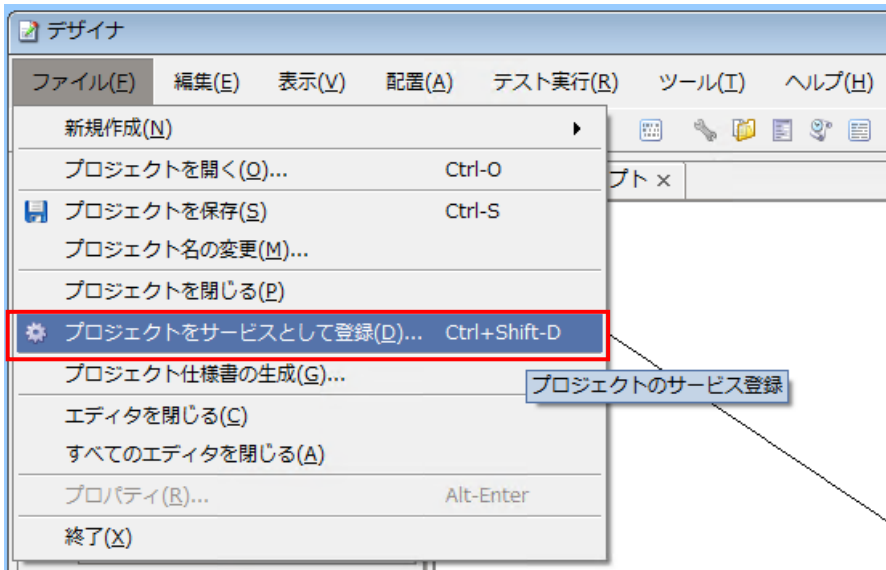 デザイナ
ファイル(F) 編集(E) 表示(V) 配置(A) テスト実行(R) ツール(T) ヘルプ(H)
新規作成(N)
プロジェクトを開く(O)... Ctrl-O
プト ×
プロジェクトを保存(S) Ctrl-S
プロジェクト名の変更(M)...
プロジェクトを閉じる(P)
プロジェクトをサービスとして登録(D)... Ctrl+Shift-D
プロジェクト仕様書の生成(G)...
プロジェクトのサービス登録
エディタを閉じる(C)
すべてのエディタを閉じる(A)
プロパティ(R)... Alt-Enter
終了(X)